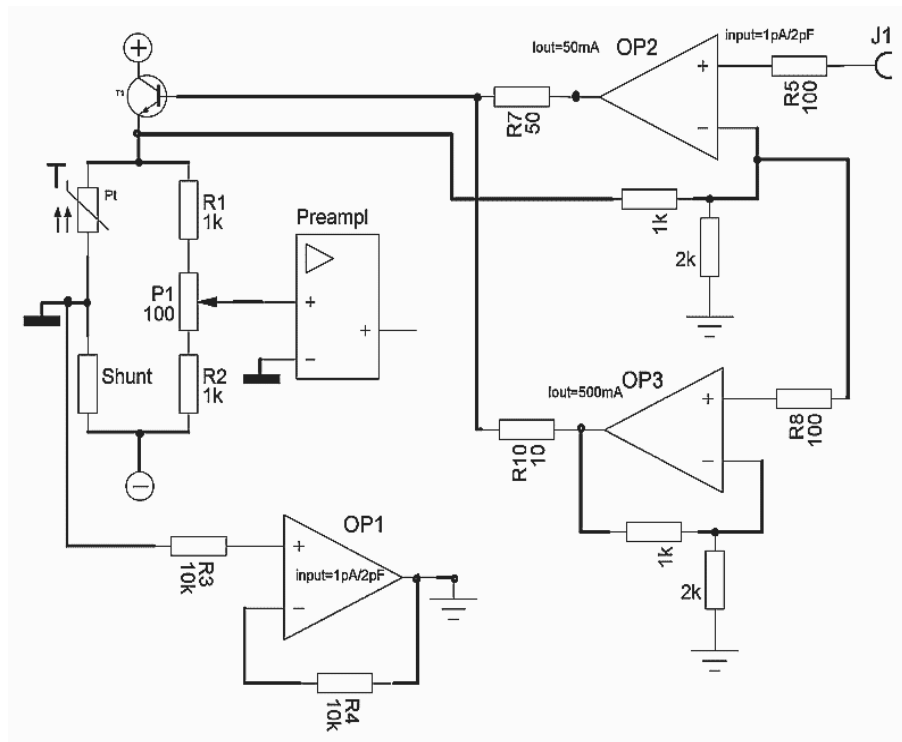 Iout=50mA
OP2
input=1pA/2pF
J1
+
T1
+
−
R5
100
R7
50
T
Pt
R1
1k
Preampl
1k
2k
P1
100
+
+
−
Shunt
R2
1k
Iout=500mA
OP3
+
−
R8
100
R10
10
−
OP1
1k
2k
+
input=1pA/2pF
−
R3
10k
R4
10k